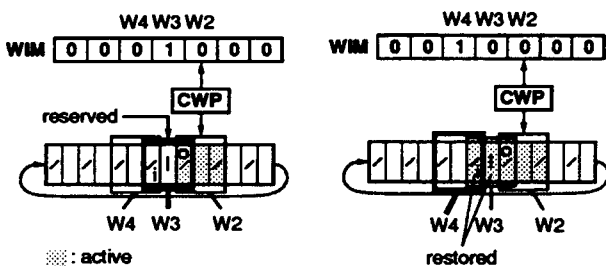 W4 W3 W2
WIM 0 0 0 1 0 0 0
CWP
reserved
i l o
W4 W3 W2
: active
W4 W3 W2
WIM 0 0 1 0 0 0 0
CWP
o
W4 W3 W2
restored